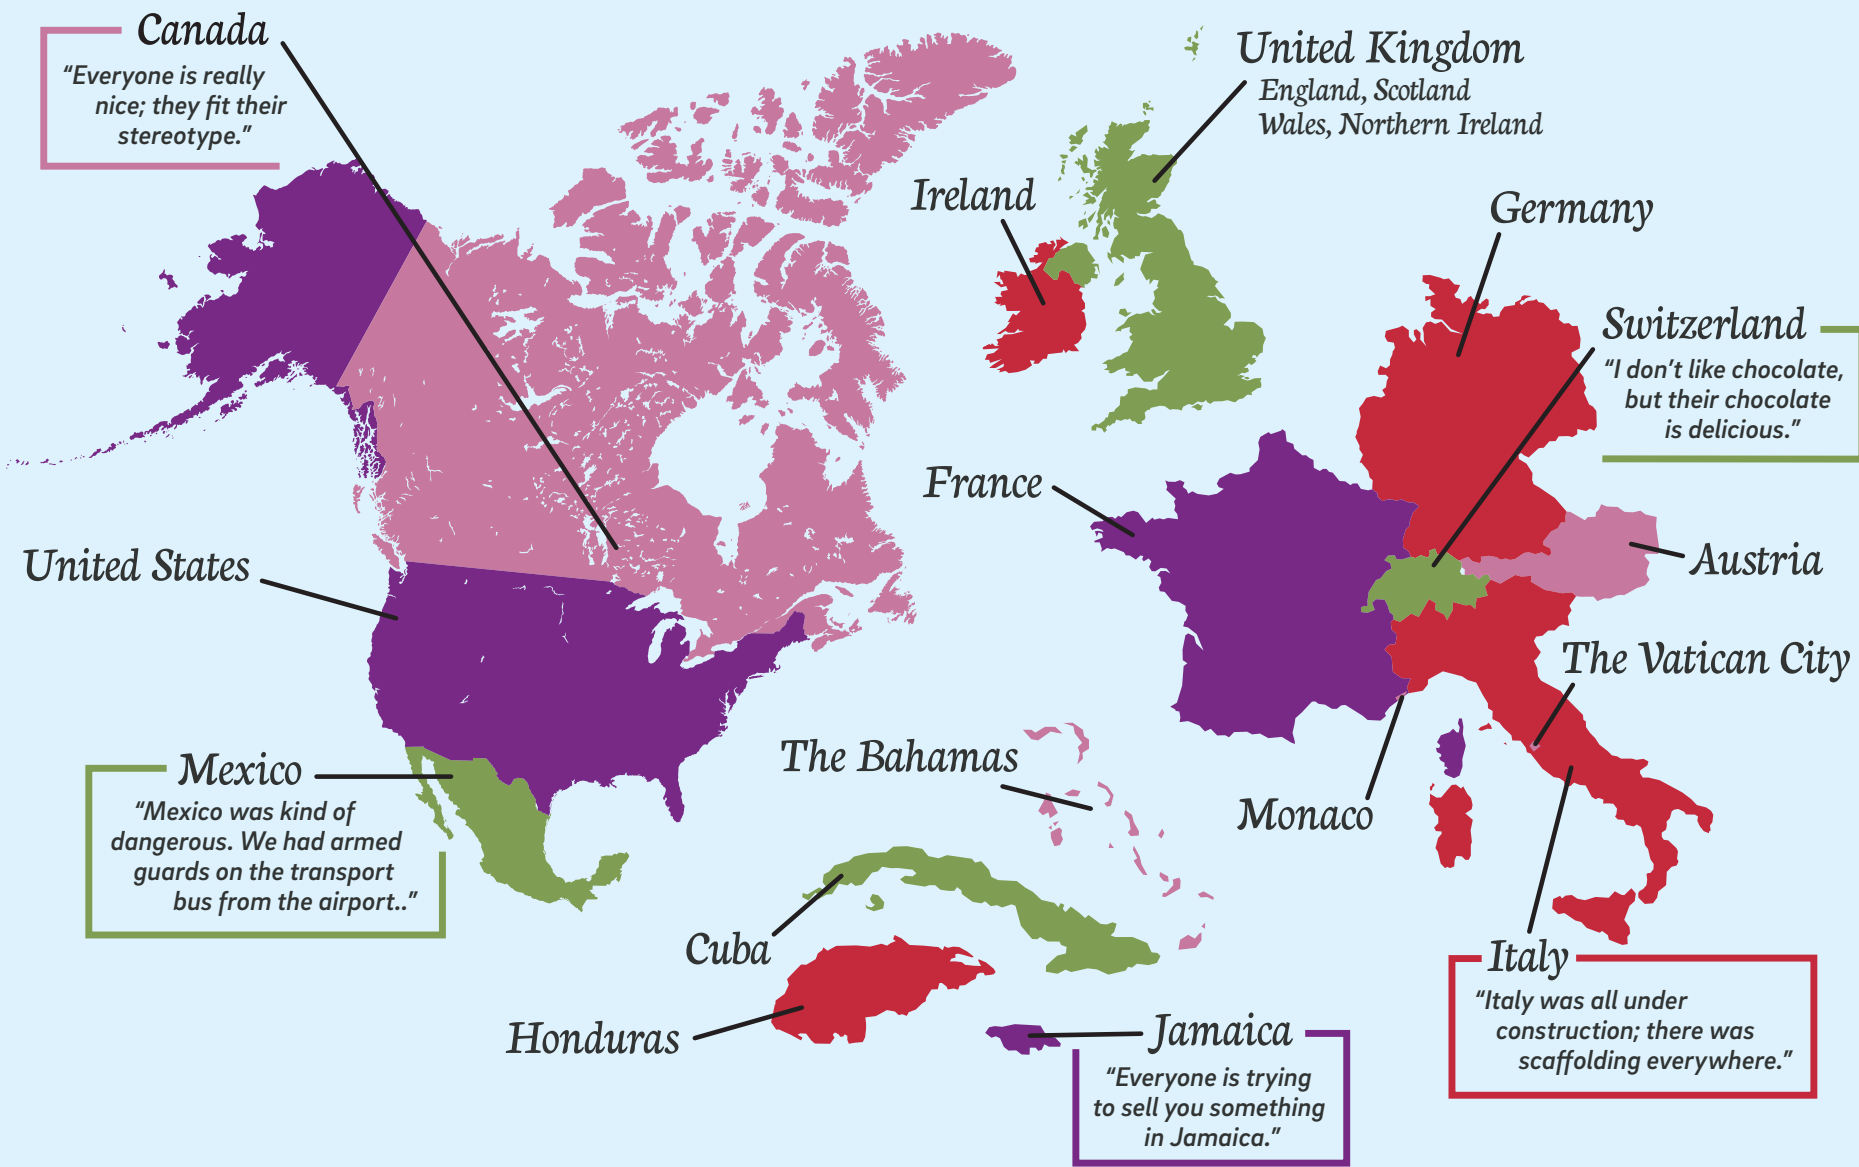 Canada
“Everyone is really
nice; they fit their
stereotype.”
United Kingdom
England, Scotland
Wales, Northern Ireland
Ireland
Germany
Switzerland
“I don’t like chocolate,
but their chocolate
is delicious.”
France
Austria
United States
The Vatican City
Mexico
“Mexico was kind of
dangerous. We had armed
guards on the transport
bus from the airport..”
The Bahamas
Monaco
Cuba
Italy
“Italy was all under
construction; there was
scaffolding everywhere.”
Honduras
Jamaica
“Everyone is trying
to sell you something
in Jamaica.”